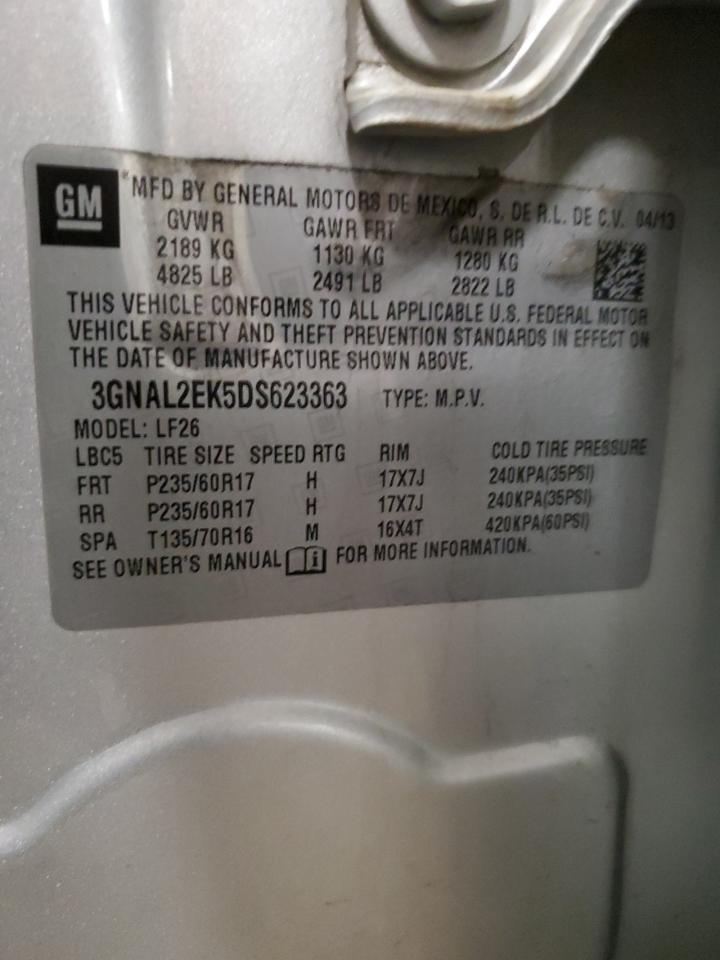 GM
*MFD BY GENERAL MOTORS DE MEXICO, S. DE R.L. DE C.V. 04/13
GVWR GAWR FRT GAWR RR
2189 KG 1130 KG 1280 KG
4825 LB 2491 LB 2822 LB
THIS VEHICLE CONFORMS TO ALL APPLICABLE U.S. FEDERAL MOTOR
VEHICLE SAFETY AND THEFT PREVENTION STANDARDS IN EFFECT ON
THE DATE OF MANUFACTURE SHOWN ABOVE.
3GNAL2EK5DS623363 TYPE: M.P.V.
MODEL: LF26
LBC5 TIRE SIZE SPEED RTG RIM COLD TIRE PRESSURE
FRT P235/60R17 H 17X7J 240KPA(35PSI)
RR P235/60R17 H 17X7J 240KPA(35PSI)
SPA T135/70R16 M 16X4T 420KPA(60PSI)
SEE OWNER'S MANUAL i FOR MORE INFORMATION.